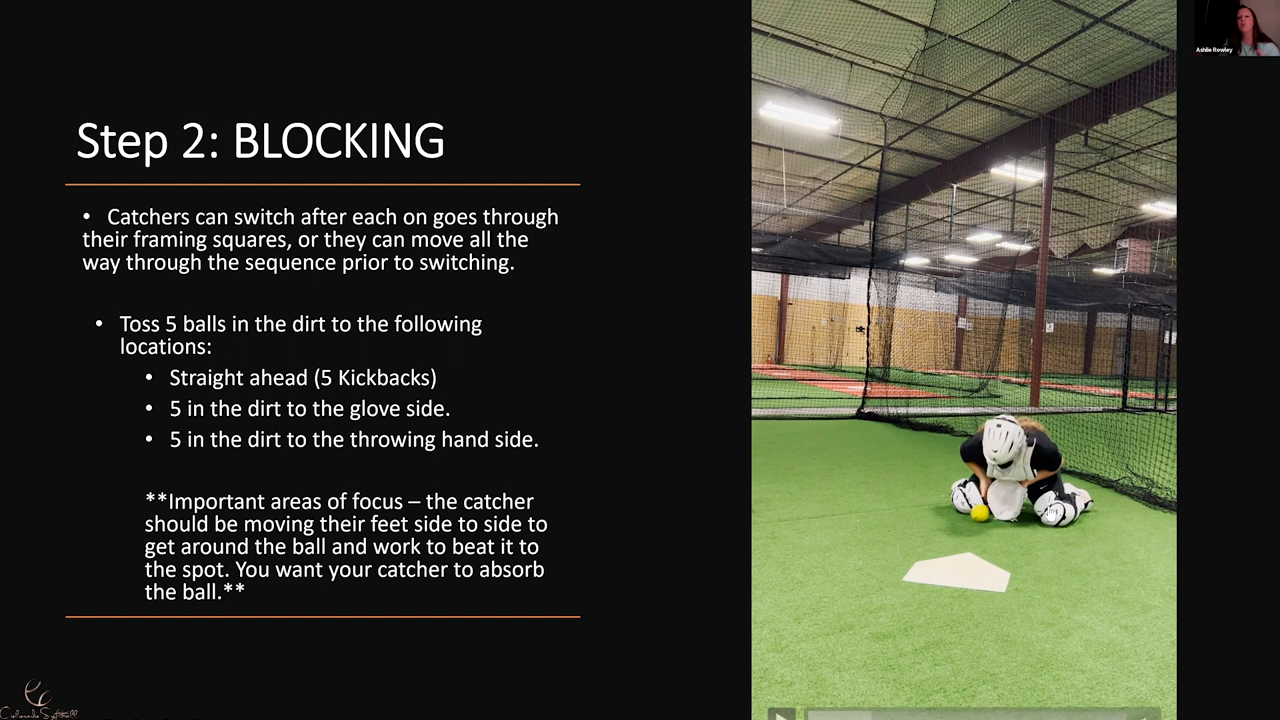 Ashlie Rowley
Step 2: BLOCKING
• Catchers can switch after each on goes through
their framing squares, or they can move all the
way through the sequence prior to switching.
• Toss 5 balls in the dirt to the following
locations:
• Straight ahead (5 Kickbacks)
• 5 in the dirt to the glove side.
• 5 in the dirt to the throwing hand side.
**Important areas of focus – the catcher
should be moving their feet side to side to
get around the ball and work to beat it to
the spot. You want your catcher to absorb
the ball.**
Colorado Softball